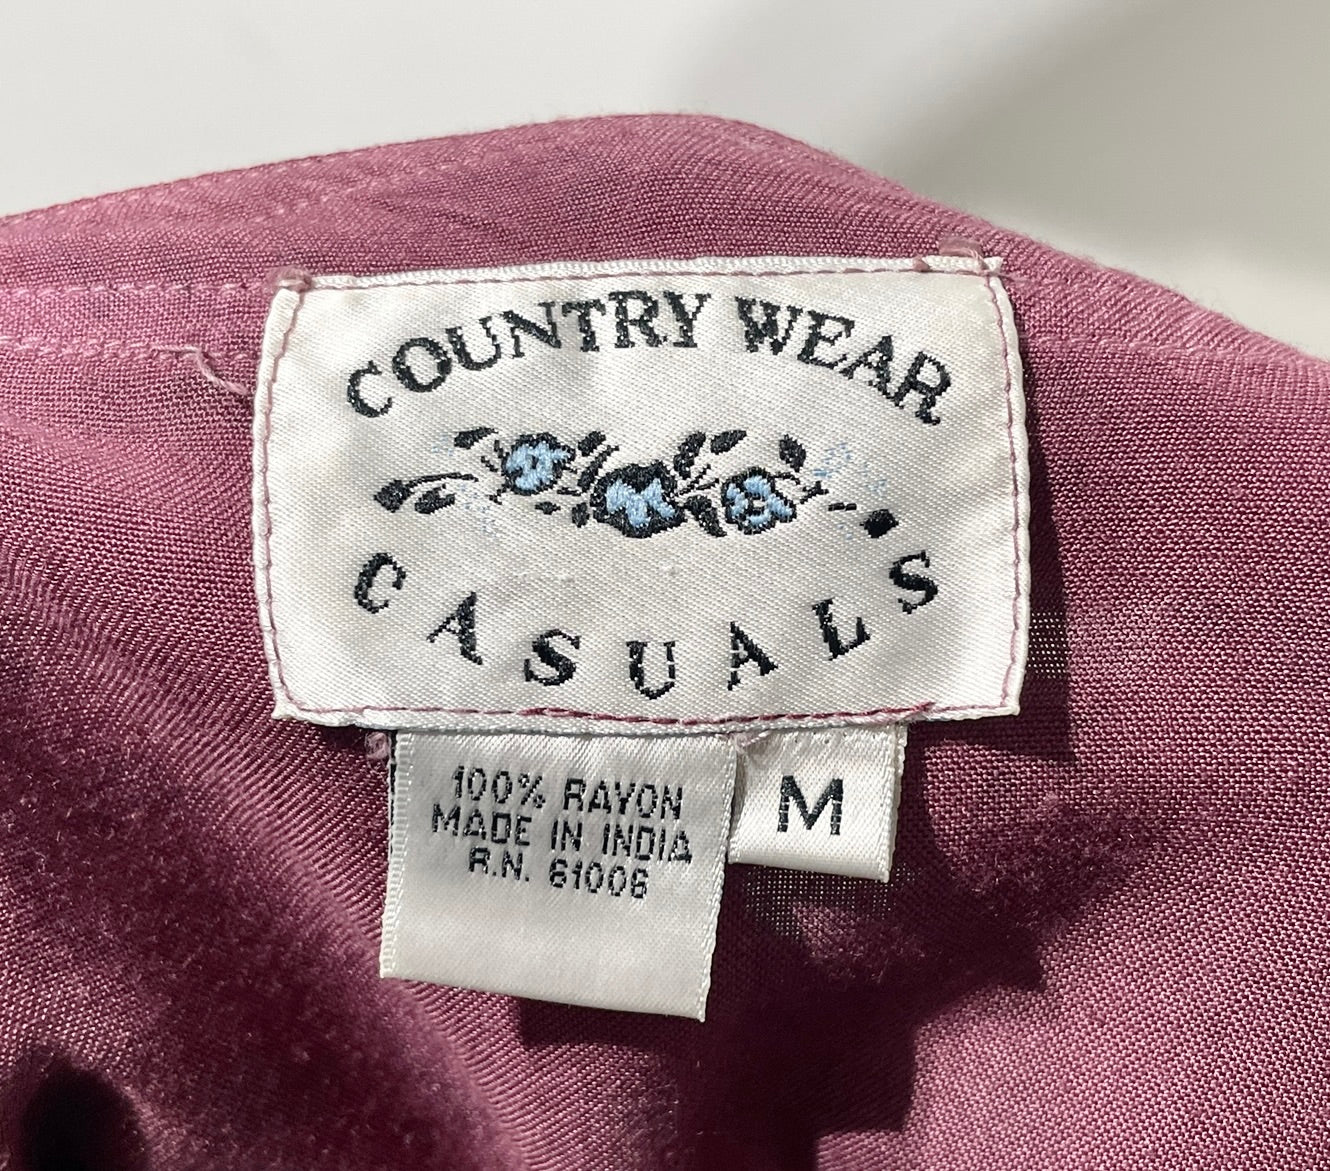 COUNTRY WEAR
CASUALS
100% RAYON
MADE IN INDIA
R.N. 61006
M